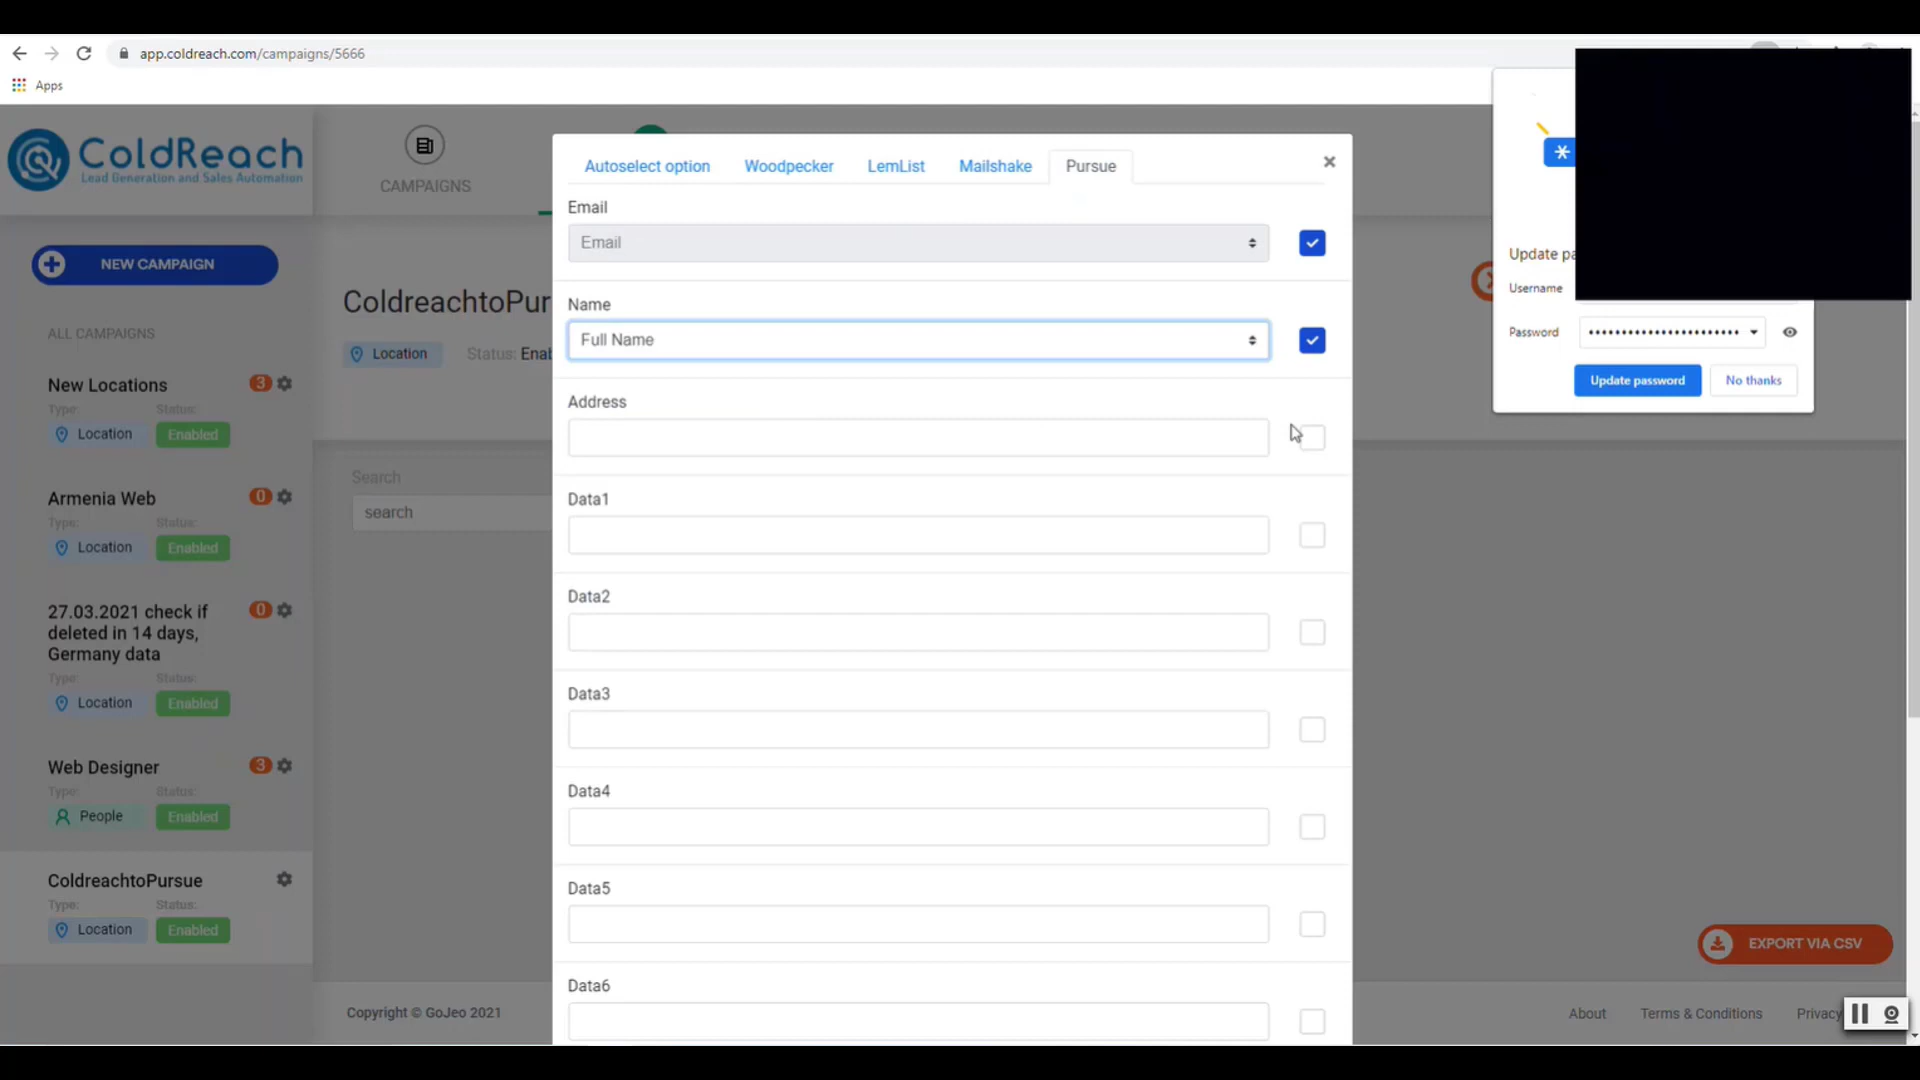 app.coldreach.com/campaigns/5666
Apps
ColdReach
Lead Generation and Sales Automation
CAMPAIGNS
NEW CAMPAIGN
ALL CAMPAIGNS
New Locations
3
Type:
Status:
Location
Enabled
Armenia Web
0
Type:
Status:
Location
Enabled
27.03.2021 check if
deleted in 14 days,
Germany data
0
Type:
Status:
Location
Enabled
Web Designer
3
Type:
Status:
People
Enabled
ColdreachtoPursue
Type:
Status:
Location
Enabled
ColdreachtoPur
Location
Status: Enab
Search
search
Autoselect option
Woodpecker
LemList
Mailshake
Pursue
×
Email
Email
Name
Full Name
Address
Data1
Data2
Data3
Data4
Data5
Data6
Update pa
Username
Password
Update password
No thanks
EXPORT VIA CSV
Copyright © GoJeo 2021
About
Terms & Conditions
Privacy